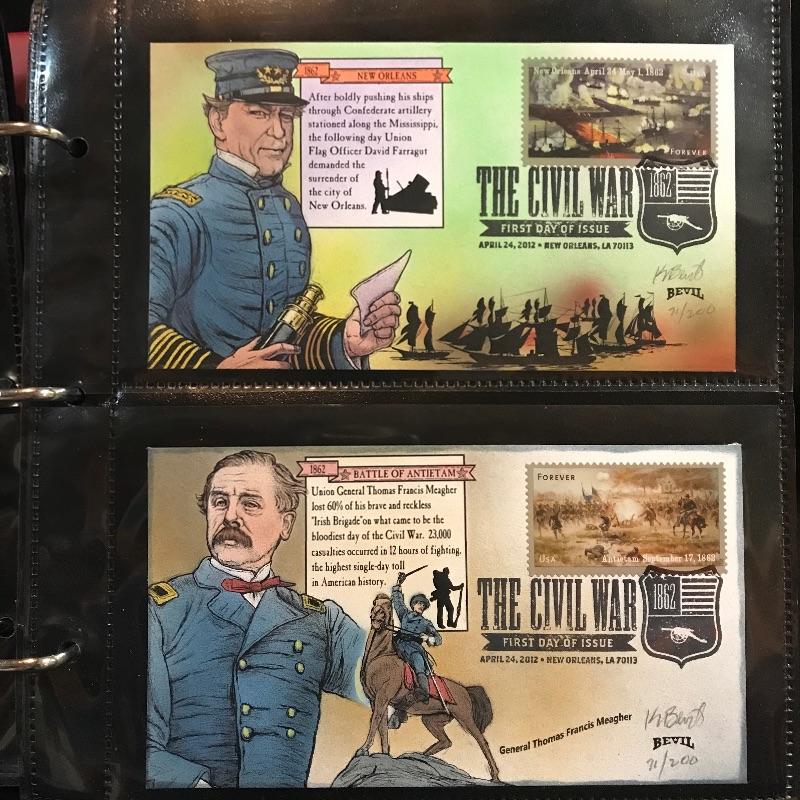 1862 NEW ORLEANS
After boldly pushing his ships
through Confederate artillery
stationed along the Mississippi,
the following day Union
Flag Officer David Farragut
demanded the
surrender of
the city of
New Orleans.
New Orleans April 24-May 1, 1862 USA
FOREVER
THE CIVIL WAR
1862
FIRST DAY OF ISSUE
APRIL 24, 2012 • NEW ORLEANS, LA 70113
K Bevil
BEVIL
71/200
1862 BATTLE OF ANTIETAM
Union General Thomas Francis Meagher
lost 60% of his brave and reckless
"Irish Brigade"on what came to be the
bloodiest day of the Civil War. 23,000
casualties occurred in 12 hours of fighting,
the highest single-day toll
in American history.
FOREVER
USA Antietam September 17, 1862
THE CIVIL WAR
1862
FIRST DAY OF ISSUE
APRIL 24, 2012 • NEW ORLEANS, LA 70113
General Thomas Francis Meagher
K Bevil
BEVIL
71/200